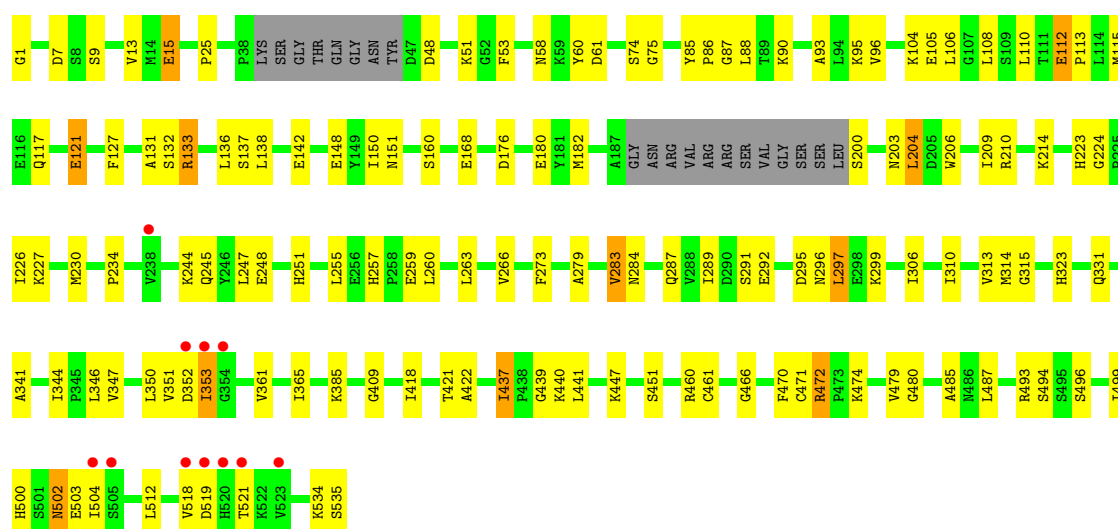 G1 D7 S8 S9 V13 M14 E15 P25 P38 LYS SER GLY THR GLN GLY ASN TYR D47 D48 K51 G52 F53 N58 K59 Y60 D61 S74 G75 Y85 P86 G87 L88 T89 K90 A93 L94 K95 V96 K104 E105 L106 G107 L108 S109 L110 T111 E112 P113 L114 M115
E116 Q117 E121 F127 A131 S132 R133 L136 S137 L138 E142 E148 Y149 I150 N151 S160 E168 D176 E180 Y181 M182 A187 GLY ASN ARG VAL ARG ARG SER VAL GLY SER SER LEU S200 N203 L204 D205 W206 I209 R210 K214 H223 G224
I226 K227 M230 P234 V238 K244 Q245 Y246 L247 E248 H251 L255 E256 H257 P258 E259 L260 L263 V266 F273 A279 V283 N284 Q287 V288 I289 D290 S291 E292 D295 N296 L297 E298 K299 I306 I310 V313 M314 G315 H323 Q331
A341 I344 P345 L346 V347 L350 V351 D352 I353 G354 V361 I365 K385 G409 I418 T421 A422 I437 P438 G439 K440 L441 K447 S451 R460 C461 G466 F470 C471 R472 P473 K474 V479 G480 A485 N486 L487 R493 S494 S495 S496
H500 S501 N502 E503 I504 S505 L512 V518 D519 H520 T521 K522 V523 K534 S535